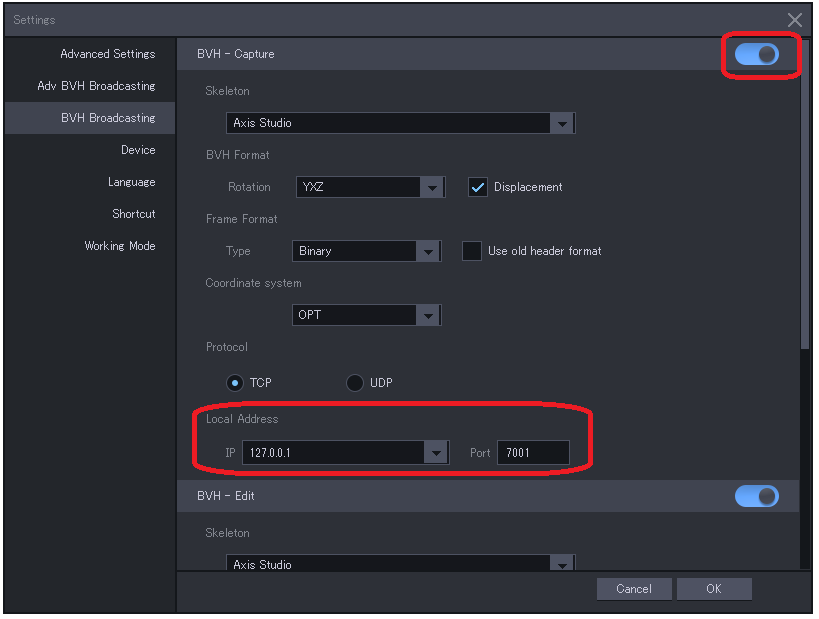 Settings
Advanced Settings
Adv BVH Broadcasting
BVH Broadcasting
Device
Language
Shortcut
Working Mode
BVH - Capture
Skeleton
Axis Studio
BVH Format
Rotation YXZ Displacement
Frame Format
Type Binary Use old header format
Coordinate system
OPT
Protocol
TCP UDP
Local Address
IP 127.0.0.1 Port 7001
BVH - Edit
Skeleton
Axis Studio
Cancel OK